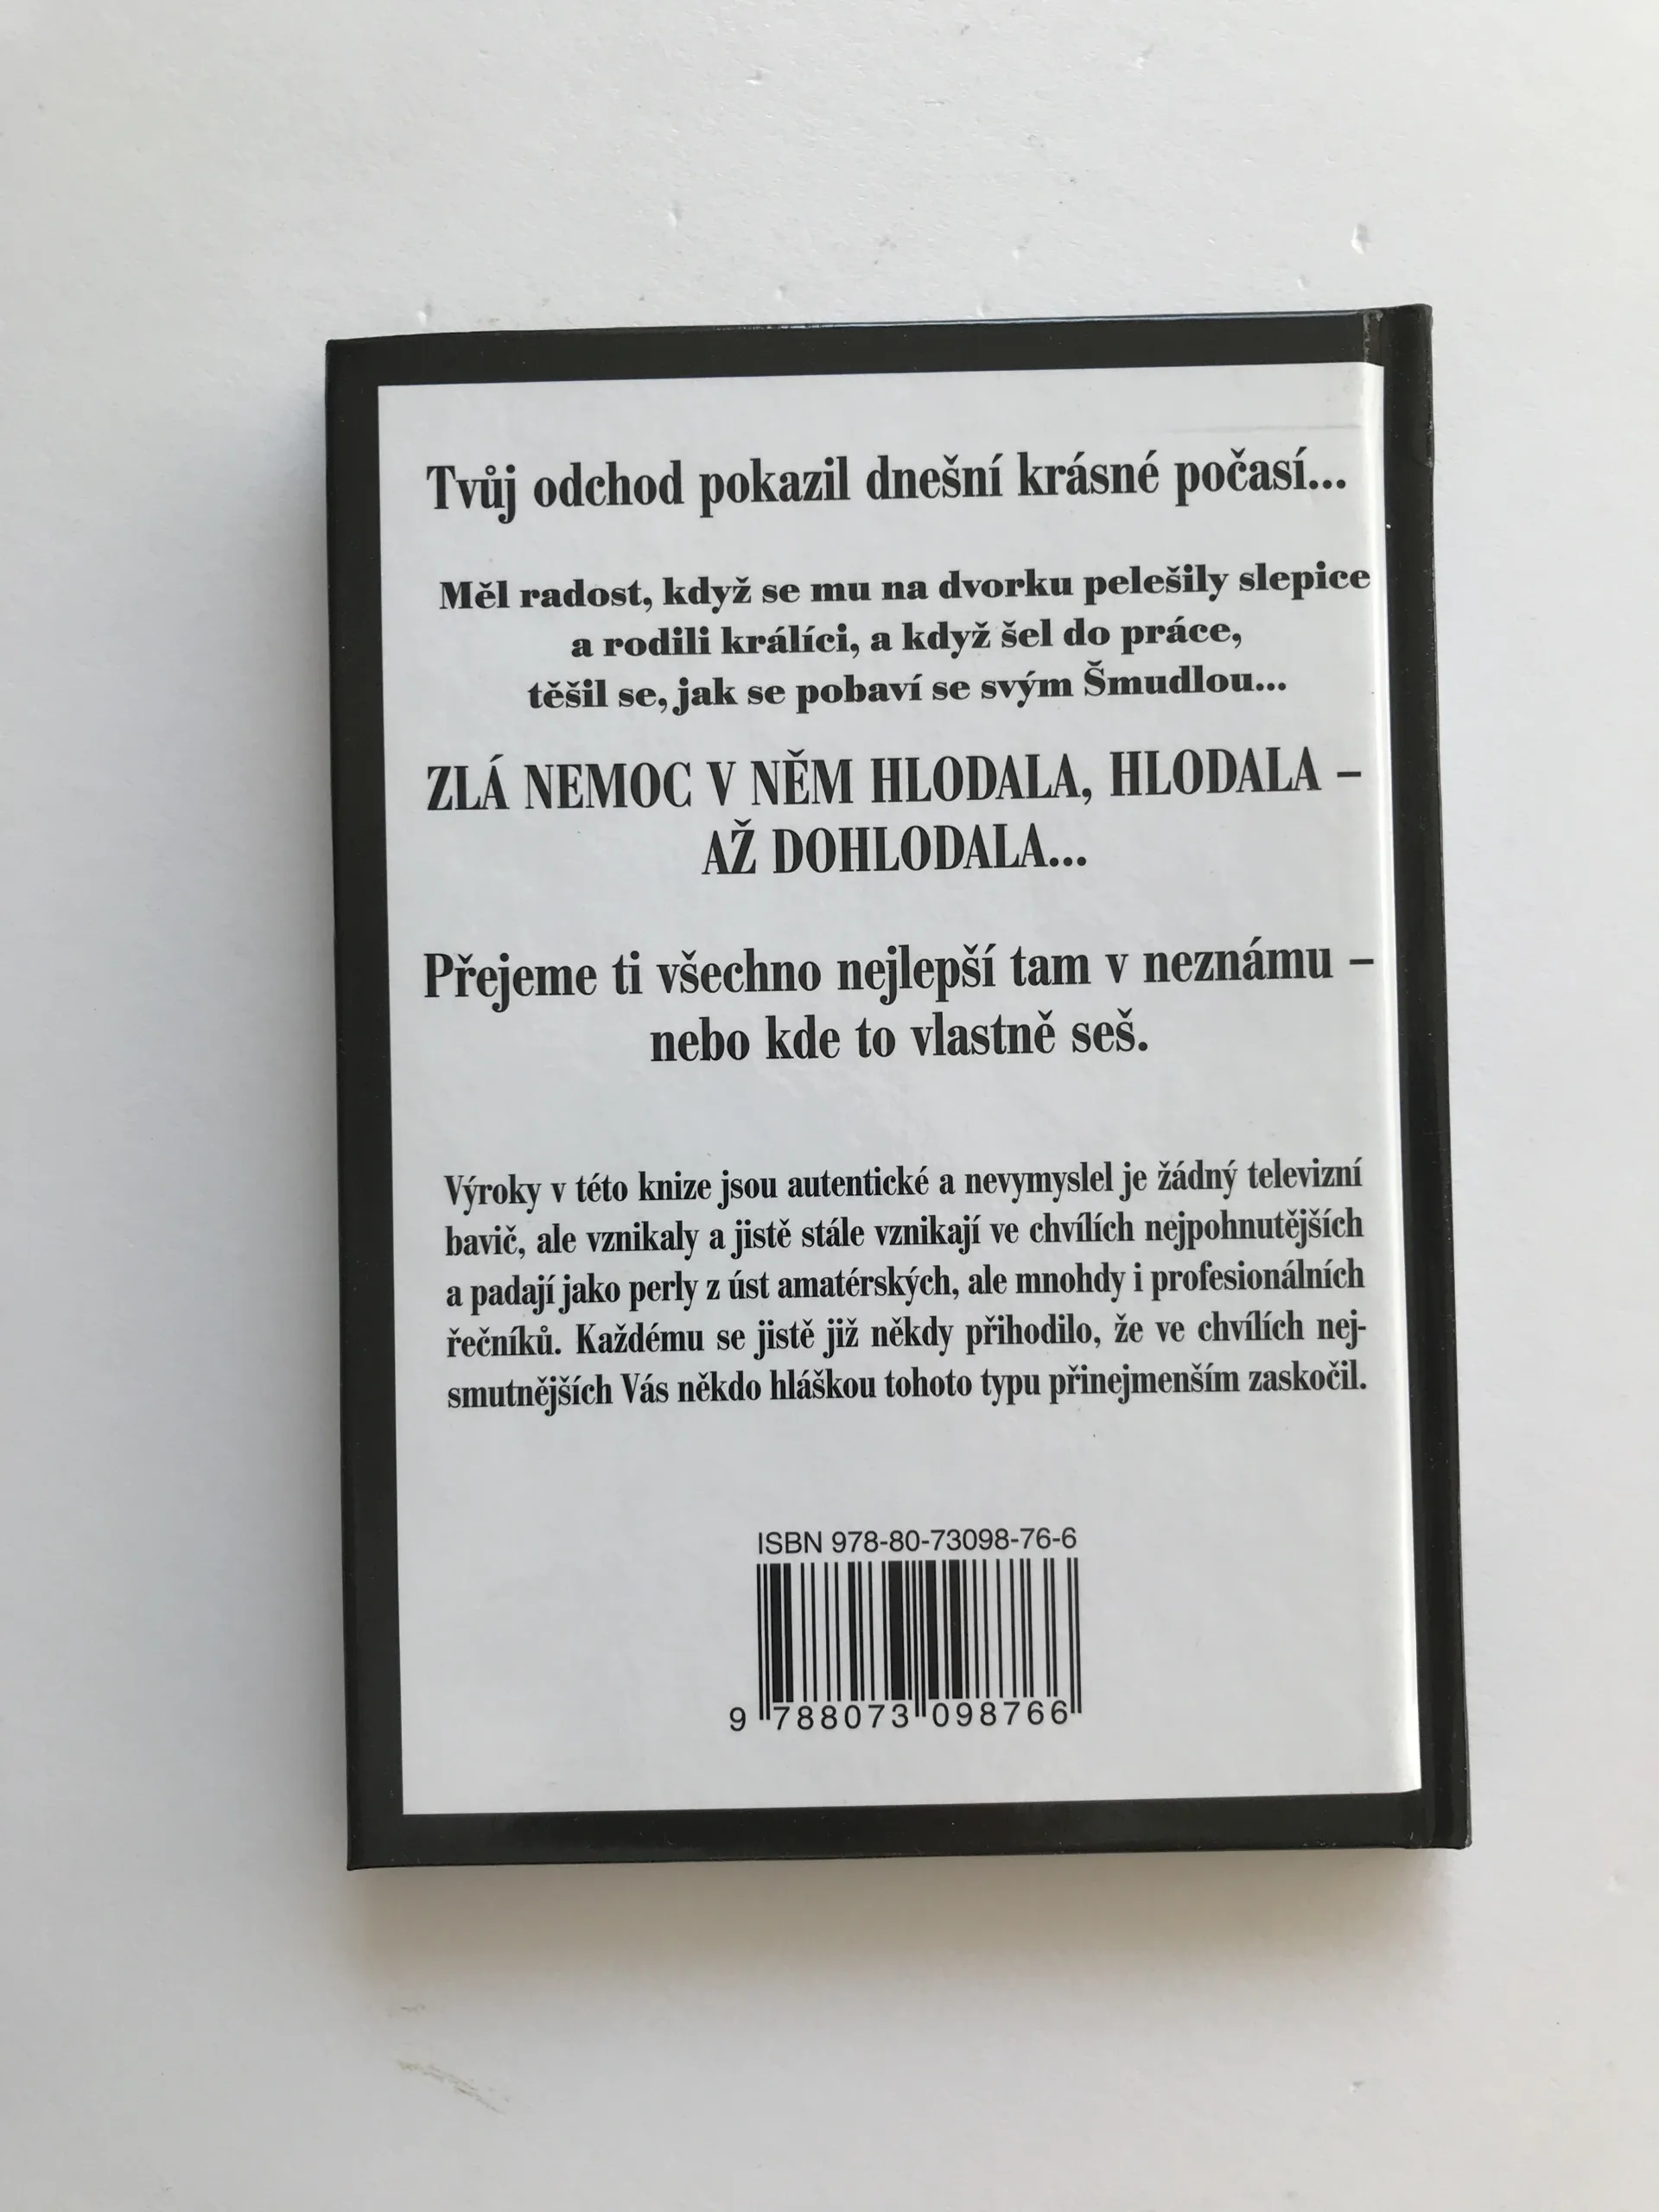 Tvůj odchod pokazil dnešní krásné počasí...
Měl radost, když se mu na dvorku pelešily slepice
a rodili králíci, a když šel do práce,
těšil se, jak se pobaví se svým Šmudlou...
ZLÁ NEMOC V NĚM HLODALA, HLODALA –
AŽ DOHLODALA...
Přejeme ti všechno nejlepší tam v neznámu –
nebo kde to vlastně seš.
Výroky v této knize jsou autentické a nevymyslel je žádný televizní
bavič, ale vznikaly a jistě stále vznikají ve chvílích nejpohnutějších
a padají jako perly z úst amatérských, ale mnohdy i profesionálních
řečníků. Každému se jistě již někdy přihodilo, že ve chvílích nej-
smutnějších Vás někdo hláškou tohoto typu přinejmenším zaskočil.
ISBN 978-80-73098-76-6
9 788073 098766